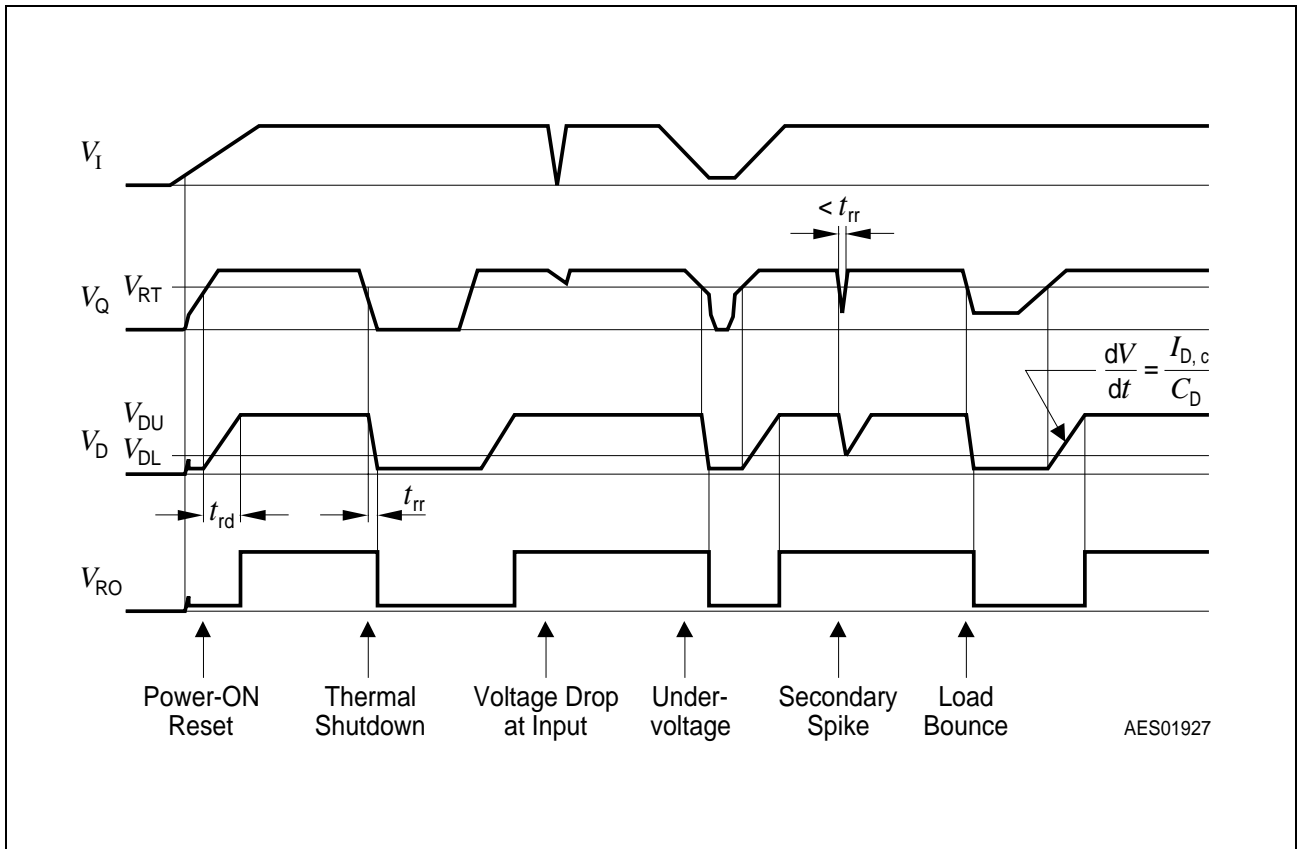 V_I
< t_rr
V_Q V_RT
dV/dt = I_D, c/C_D
V_DU
V_D V_DL
t_rd
t_rr
V_RO
Power-ON Reset
Thermal Shutdown
Voltage Drop at Input
Under-voltage
Secondary Spike
Load Bounce
AES01927